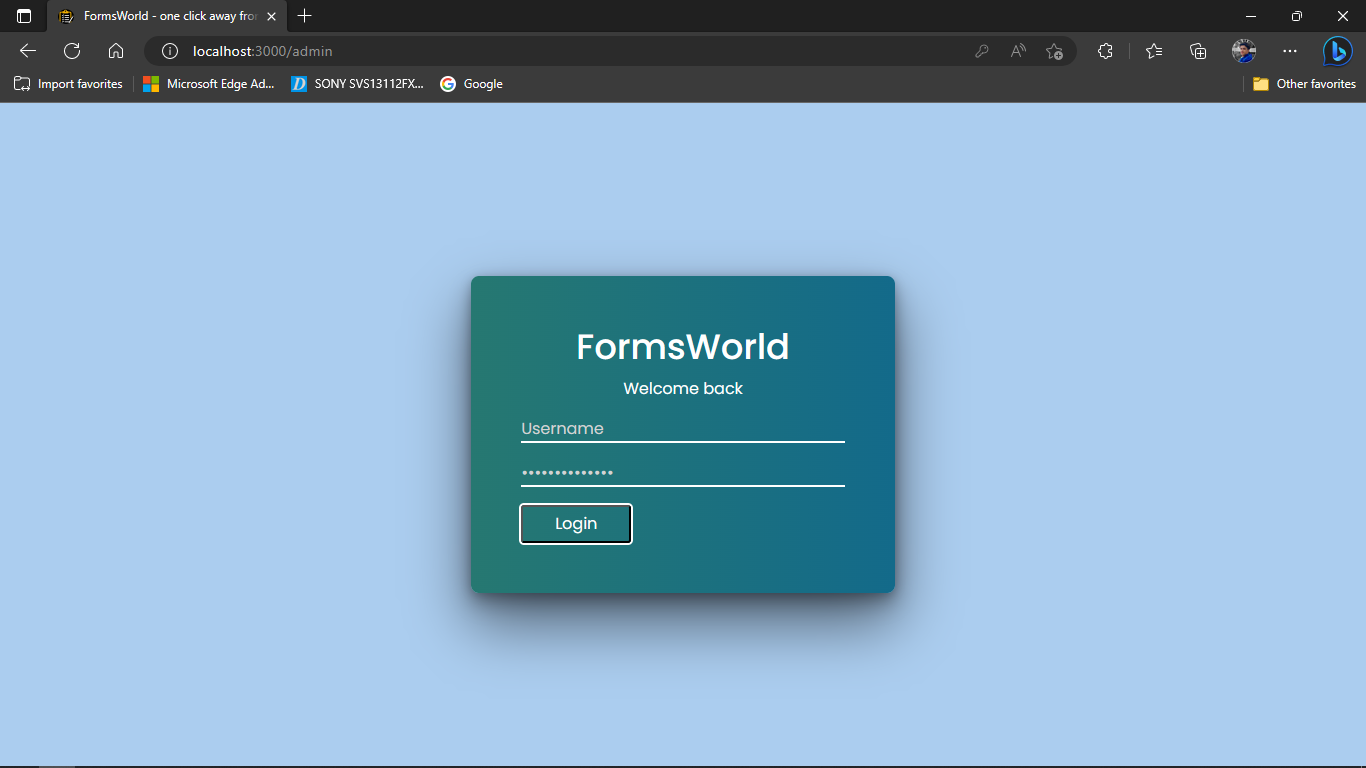 FormsWorld - one click away fro
localhost:3000/admin
Import favorites
Microsoft Edge Ad...
SONY SVS13112FX...
Google
Other favorites
FormsWorld
Welcome back
Username
••••••••••••••
Login